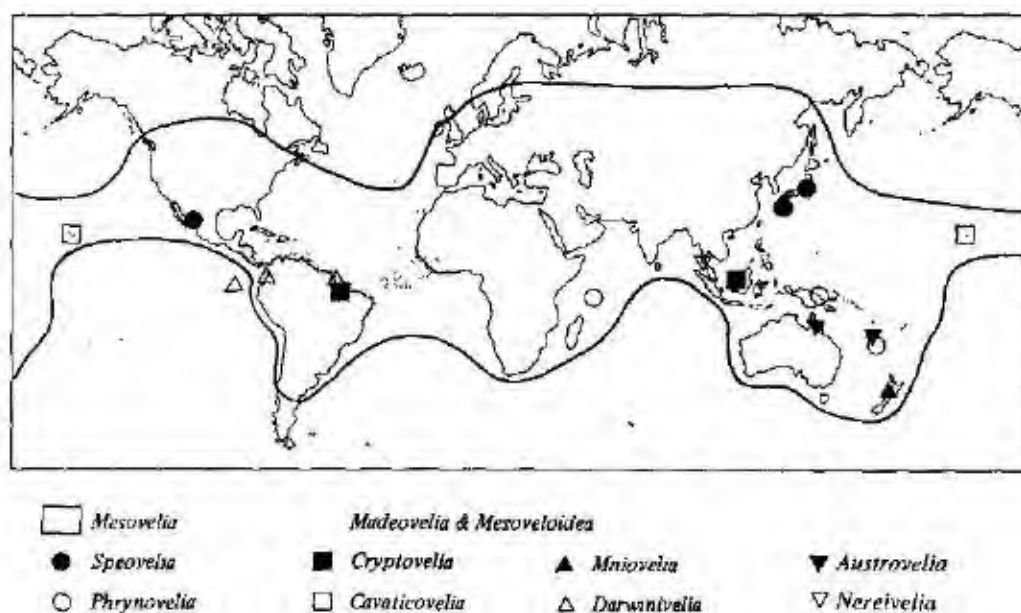 Mesovelia Madeovelia & Mesoveloidea
Speovelia Cryptovelia Mniovelia Austrovelia
Phrynovelia Cavaticovelia Darwinivelia Nereivelia